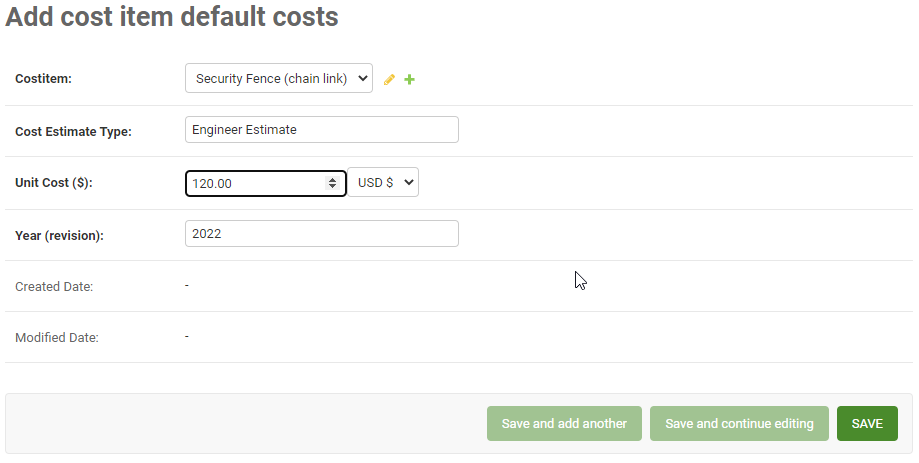 Add cost item default costs
Costitem: Security Fence (chain link)
Cost Estimate Type: Engineer Estimate
Unit Cost ($): 120.00 USD $
Year (revision): 2022
Created Date: -
Modified Date: -
Save and add another Save and continue editing SAVE